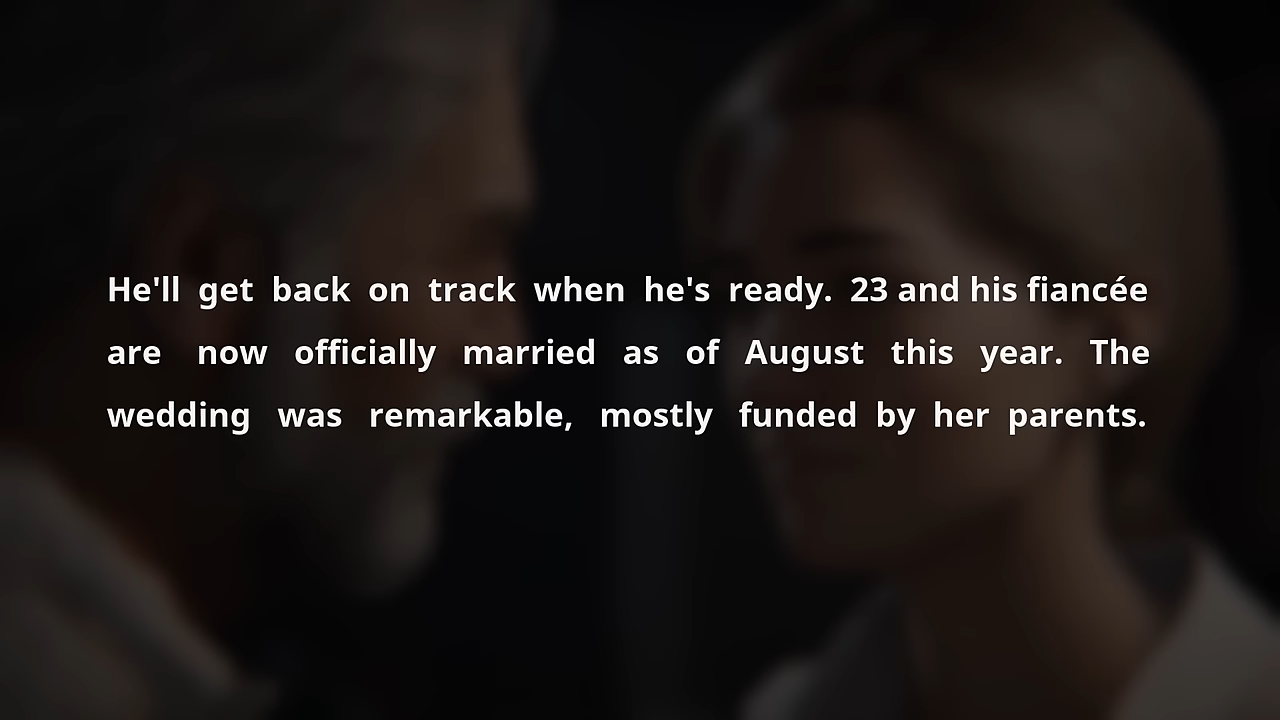 He'll get back on track when he's ready. 23 and his fiancée
are now officially married as of August this year. The
wedding was remarkable, mostly funded by her parents.